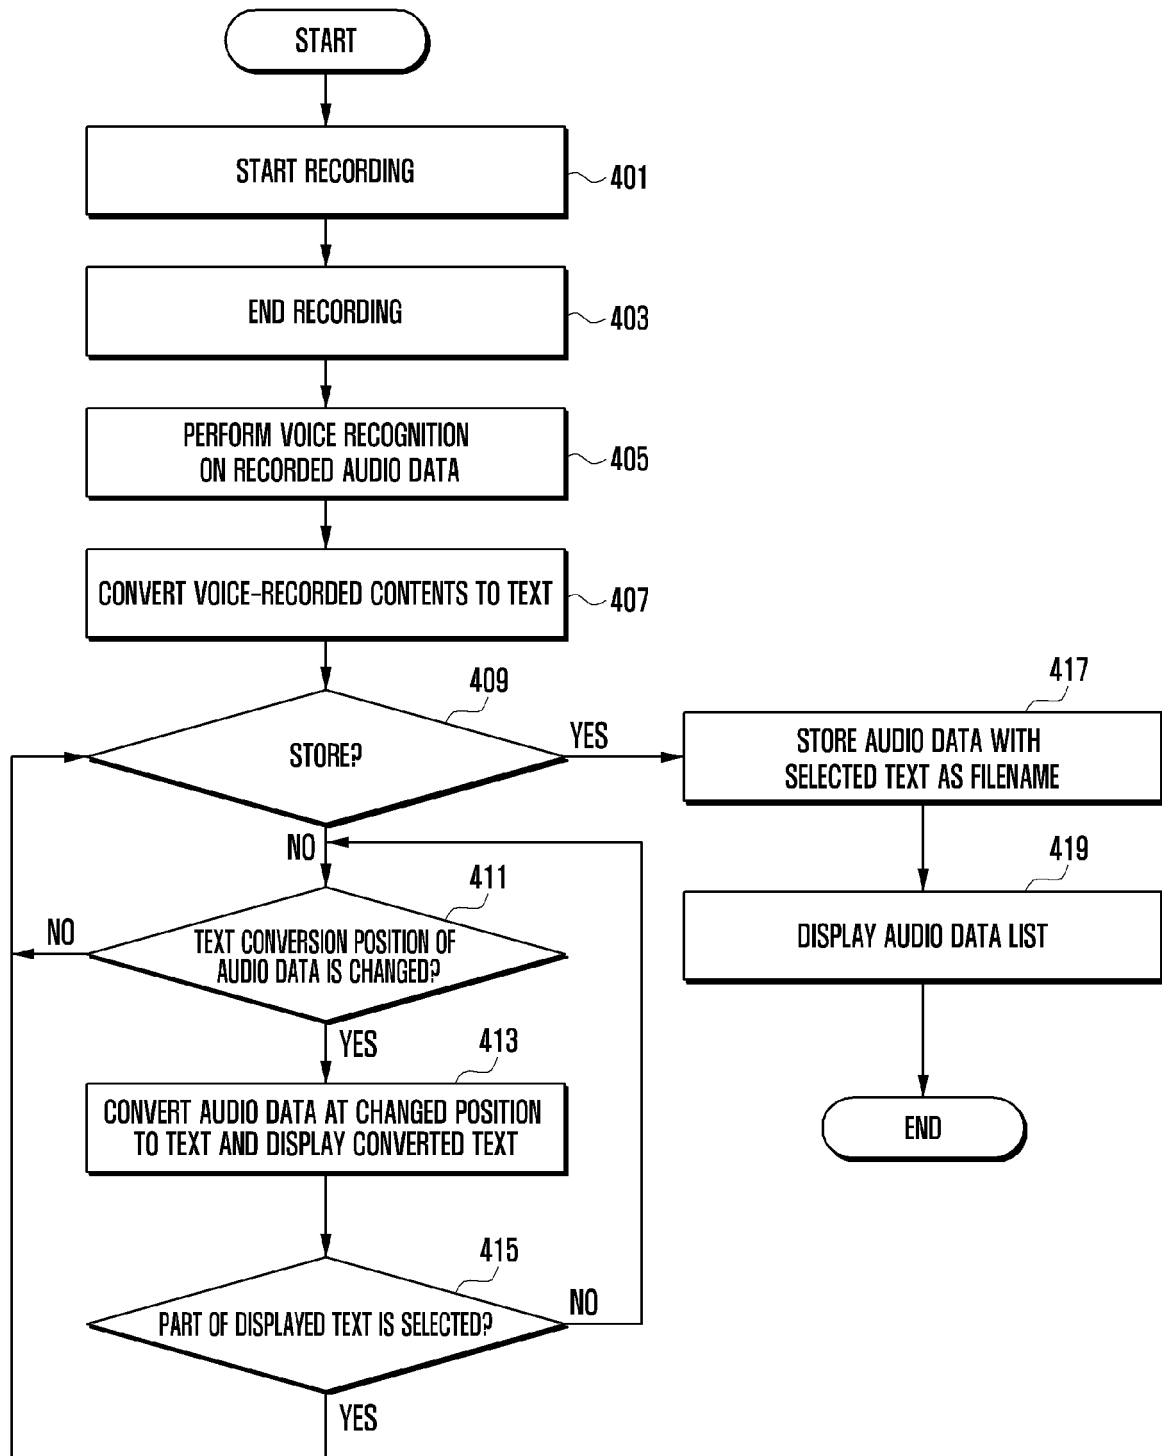 START
START RECORDING
401
END RECORDING
403
PERFORM VOICE RECOGNITION
ON RECORDED AUDIO DATA
405
CONVERT VOICE-RECORDED CONTENTS TO TEXT
407
409
STORE?
YES
NO
417
STORE AUDIO DATA WITH
SELECTED TEXT AS FILENAME
411
TEXT CONVERSION POSITION OF
AUDIO DATA IS CHANGED?
NO
YES
419
DISPLAY AUDIO DATA LIST
413
CONVERT AUDIO DATA AT CHANGED POSITION
TO TEXT AND DISPLAY CONVERTED TEXT
END
415
PART OF DISPLAYED TEXT IS SELECTED?
NO
YES